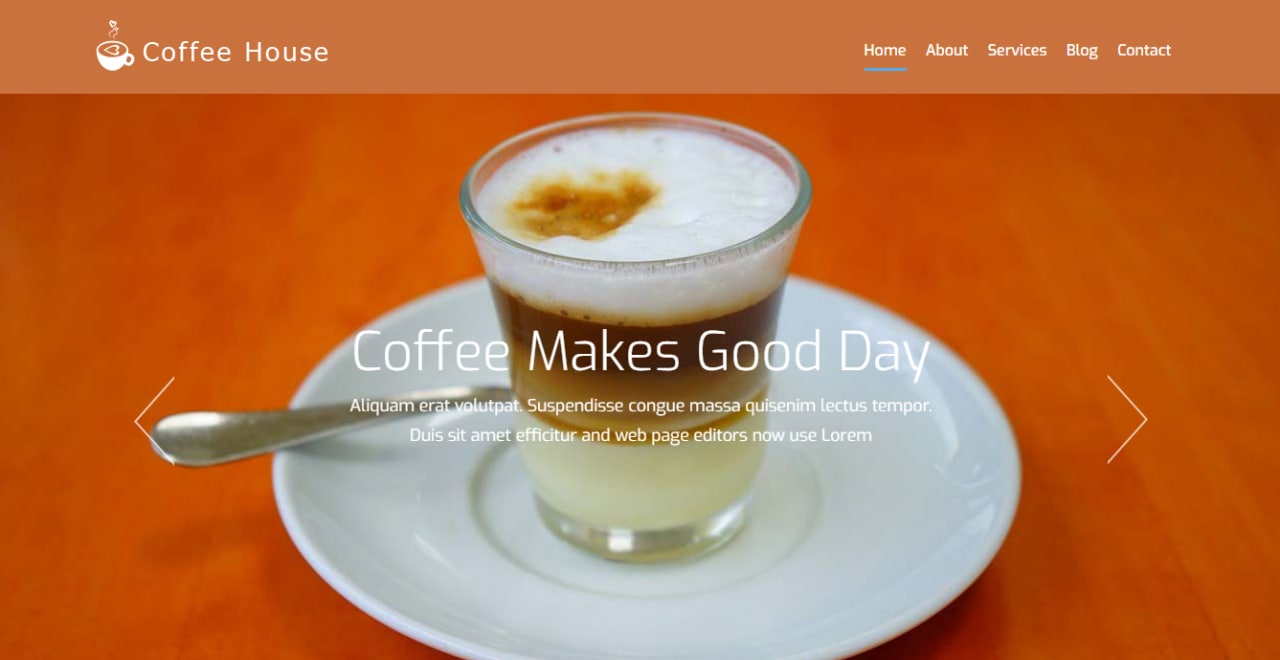 Coffee House
Home About Services Blog Contact
Coffee Makes Good Day
Aliquam erat volutpat. Suspendisse congue massa quisenim lectus tempor.
Duis sit amet efficitur and web page editors now use Lorem